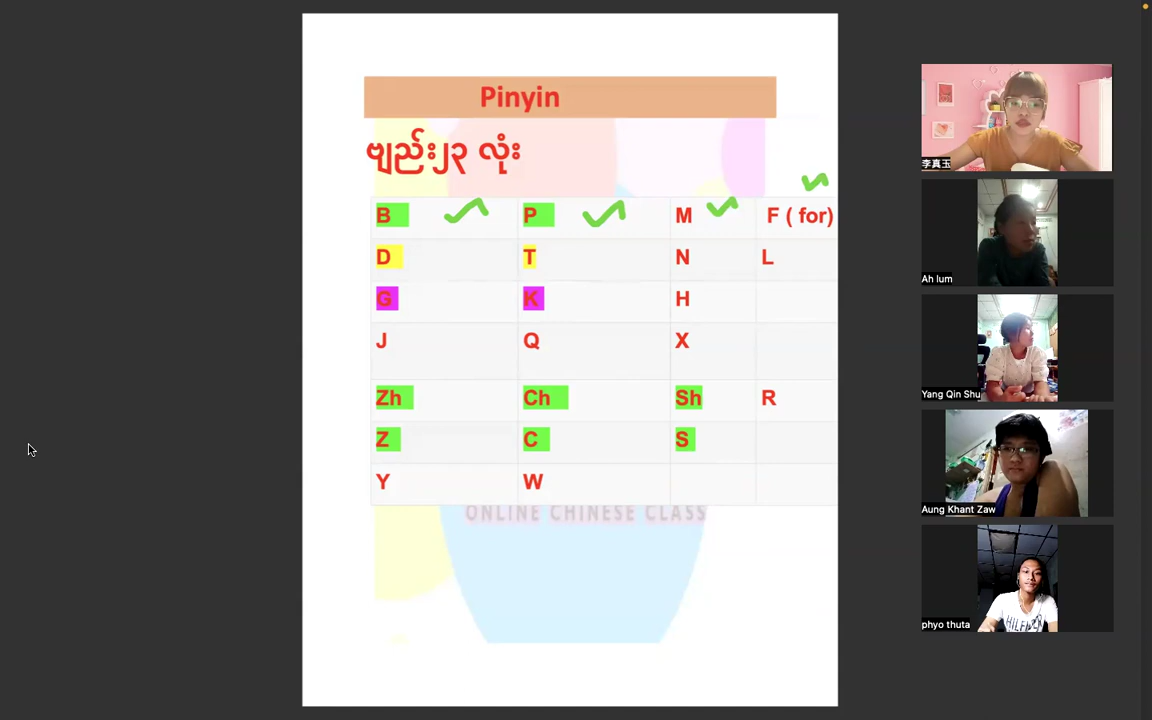 Pinyin
ဗျည်း၂၃ လုံး
B P M F ( for)
D T N L
G K H
J Q X
Zh Ch Sh R
Z C S
Y W
ONLINE CHINESE CLASS
李真玉
Ah lum
Yang Qin Shu
Aung Khant Zaw
phyo thuta